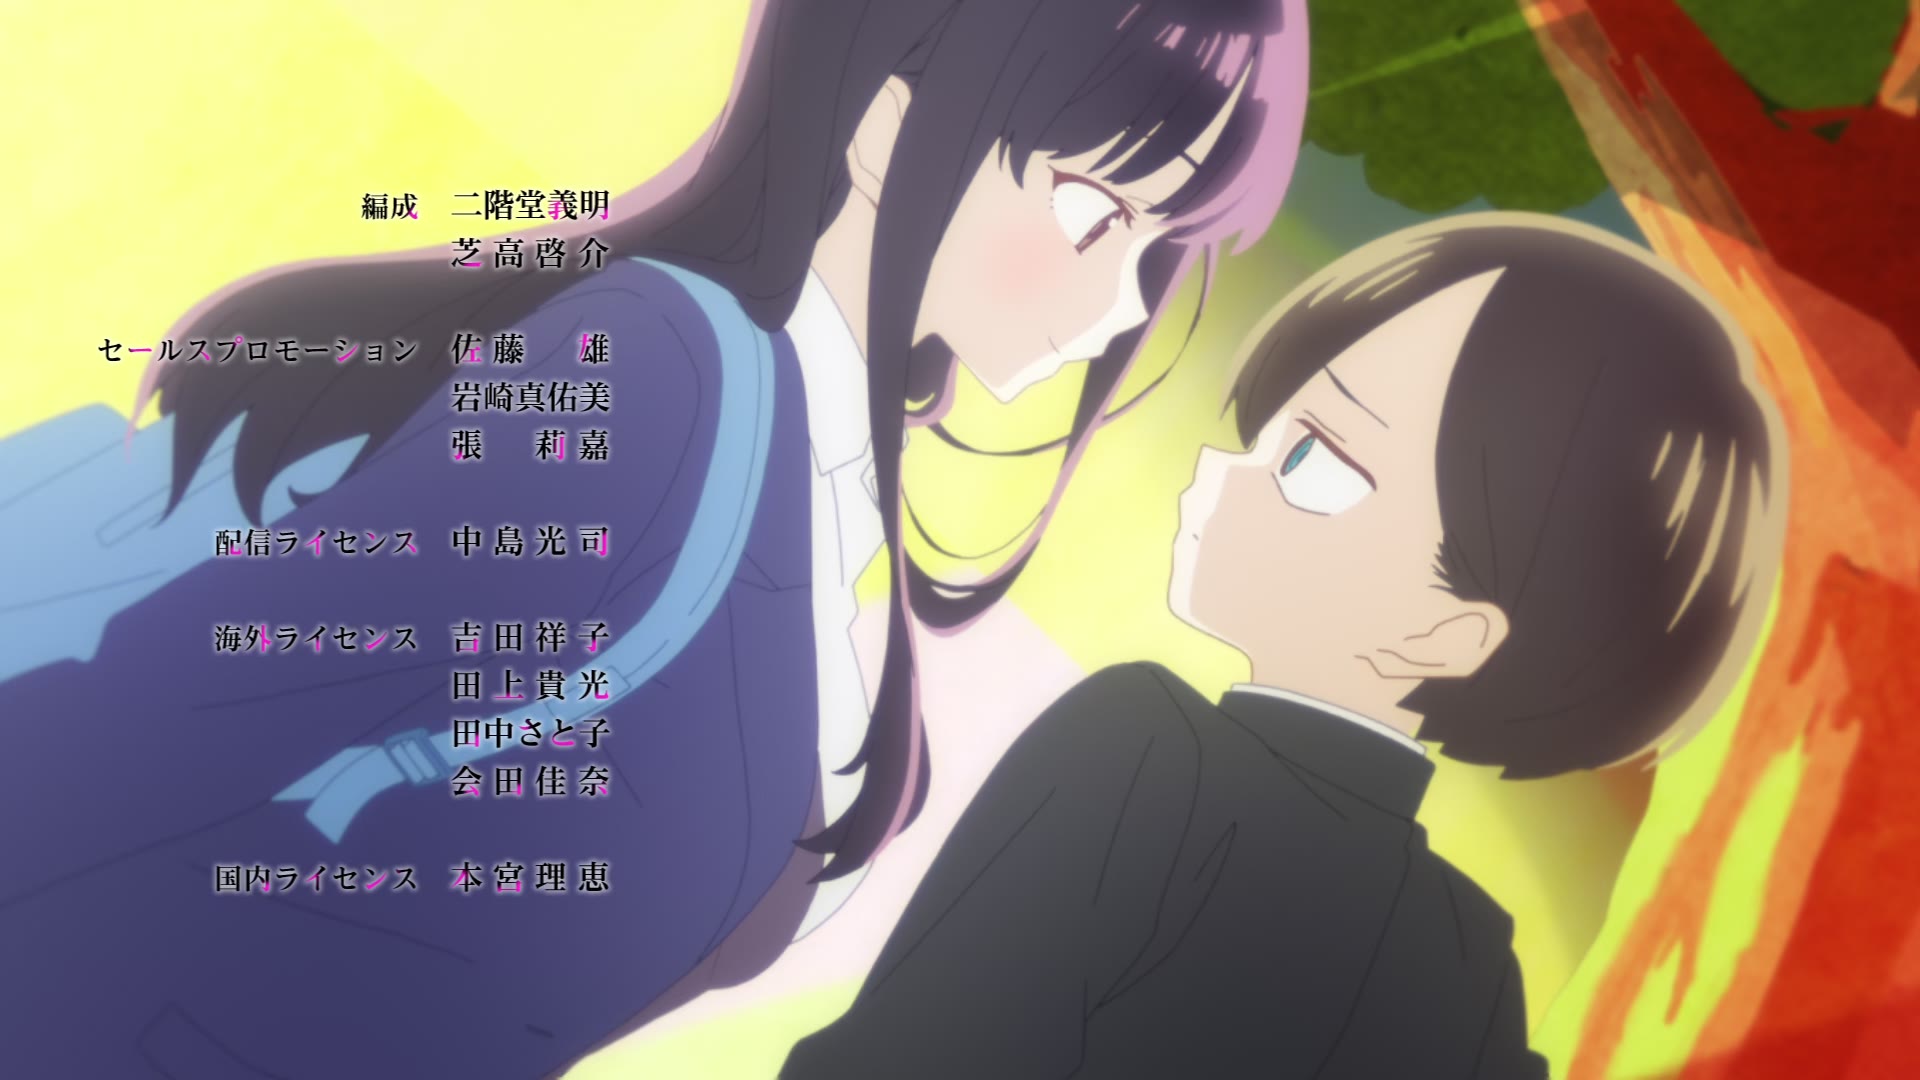 編成 二階堂義明
芝高啓介
セールスプロモーション 佐藤 雄
岩崎真佑美
張 莉嘉
配信ライセンス 中島光司
海外ライセンス 吉田祥子
田上貴光
田中さと子
会田佳奈
国内ライセンス 本宮理恵